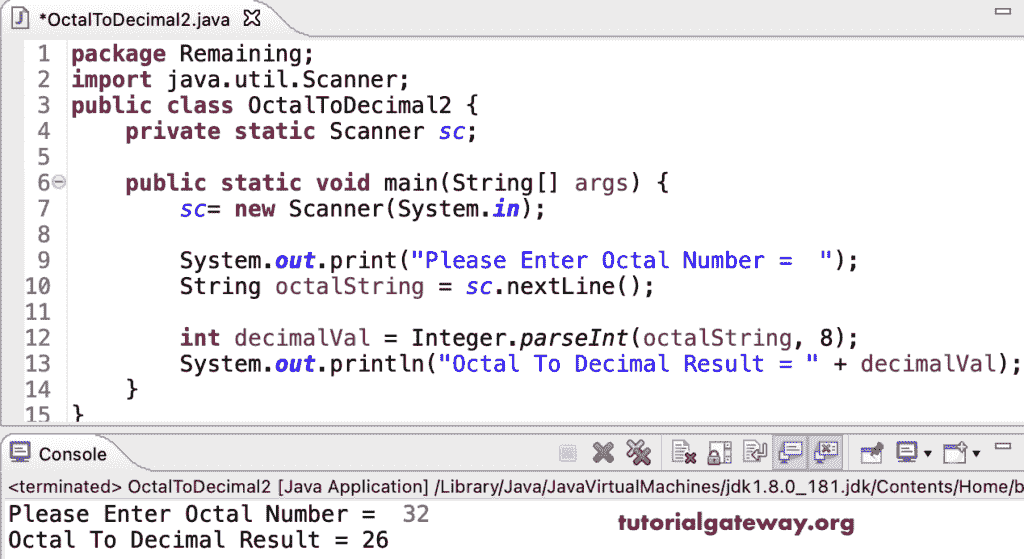 *OctalToDecimal2.java
1 package Remaining;
2 import java.util.Scanner;
3 public class OctalToDecimal2 {
4     private static Scanner sc;
5
6     public static void main(String[] args) {
7         sc= new Scanner(System.in);
8
9         System.out.print("Please Enter Octal Number =  ");
10         String octalString = sc.nextLine();
11
12         int decimalVal = Integer.parseInt(octalString, 8);
13         System.out.println("Octal To Decimal Result = " + decimalVal);
14     }
15 }
Console
<terminated> OctalToDecimal2 [Java Application] /Library/Java/JavaVirtualMachines/jdk1.8.0_181.jdk/Contents/Home/b
Please Enter Octal Number =  32
Octal To Decimal Result = 26
tutorialgateway.org